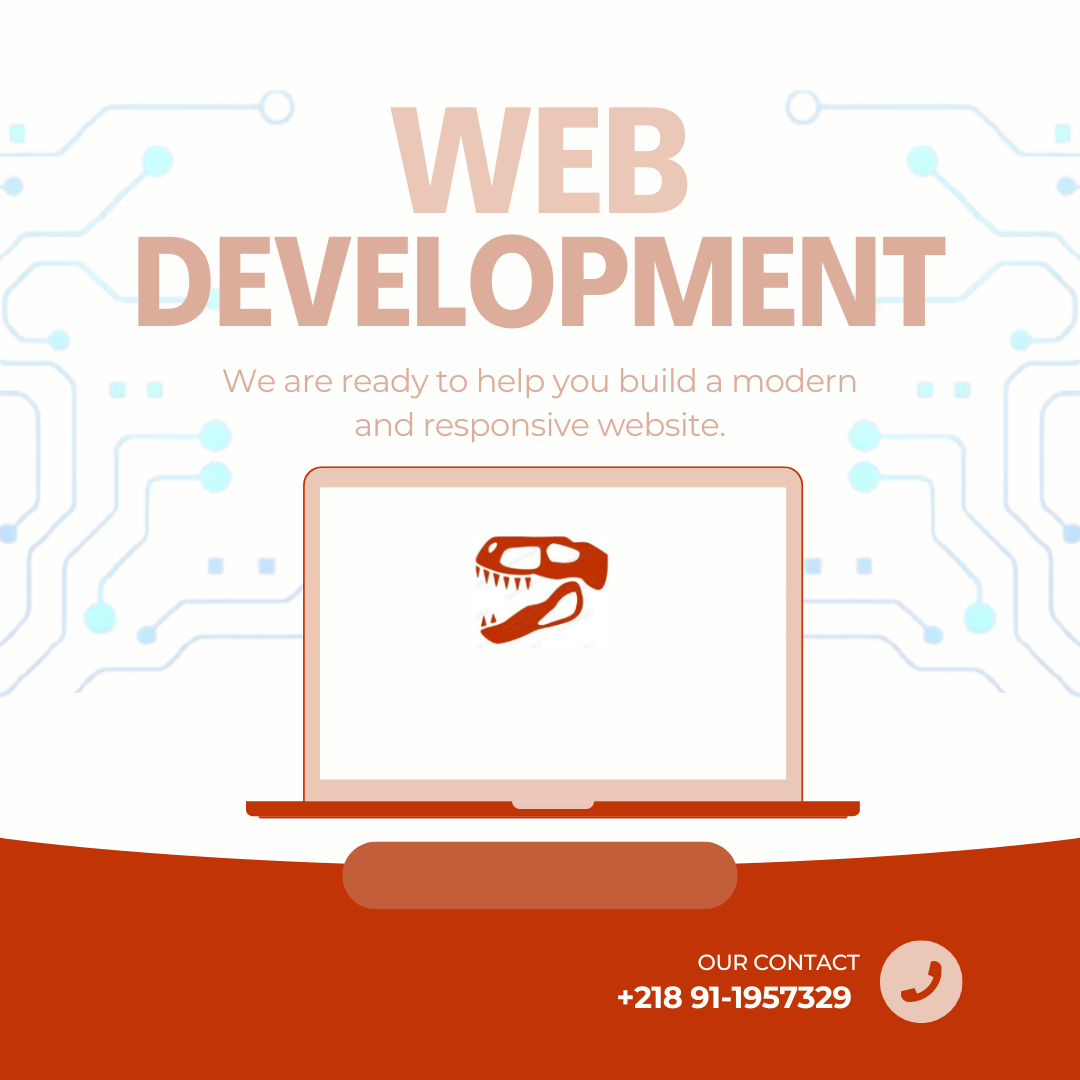 WEB
DEVELOPMENT
We are ready to help you build a modern
and responsive website.
OUR CONTACT
+218 91-1957329